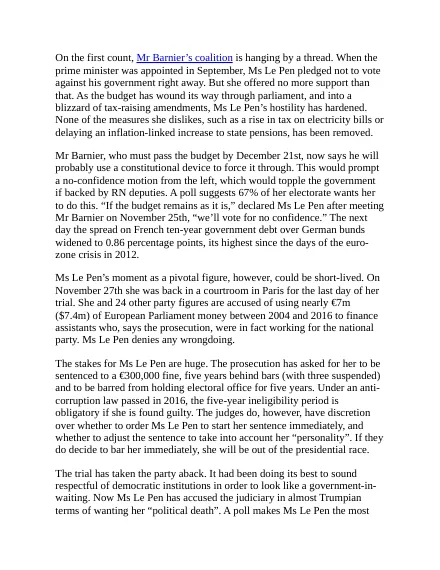 On the first count, Mr Barnier’s coalition is hanging by a thread. When the
prime minister was appointed in September, Ms Le Pen pledged not to vote
against his government right away. But she offered no more support than
that. As the budget has wound its way through parliament, and into a
blizzard of tax-raising amendments, Ms Le Pen’s hostility has hardened.
None of the measures she dislikes, such as a rise in tax on electricity bills or
delaying an inflation-linked increase to state pensions, has been removed.
Mr Barnier, who must pass the budget by December 21st, now says he will
probably use a constitutional device to force it through. This would prompt
a no-confidence motion from the left, which would topple the government
if backed by RN deputies. A poll suggests 67% of her electorate wants her
to do this. “If the budget remains as it is,” declared Ms Le Pen after meeting
Mr Barnier on November 25th, “we’ll vote for no confidence.” The next
day the spread on French ten-year government debt over German bunds
widened to 0.86 percentage points, its highest since the days of the euro-
zone crisis in 2012.
Ms Le Pen’s moment as a pivotal figure, however, could be short-lived. On
November 27th she was back in a courtroom in Paris for the last day of her
trial. She and 24 other party figures are accused of using nearly €7m
($7.4m) of European Parliament money between 2004 and 2016 to finance
assistants who, says the prosecution, were in fact working for the national
party. Ms Le Pen denies any wrongdoing.
The stakes for Ms Le Pen are huge. The prosecution has asked for her to be
sentenced to a €300,000 fine, five years behind bars (with three suspended)
and to be barred from holding electoral office for five years. Under an anti-
corruption law passed in 2016, the five-year ineligibility period is
obligatory if she is found guilty. The judges do, however, have discretion
over whether to order Ms Le Pen to start her sentence immediately, and
whether to adjust the sentence to take into account her “personality”. If they
do decide to bar her immediately, she will be out of the presidential race.
The trial has taken the party aback. It had been doing its best to sound
respectful of democratic institutions in order to look like a government-in-
waiting. Now Ms Le Pen has accused the judiciary in almost Trumpian
terms of wanting her “political death”. A poll makes Ms Le Pen the most